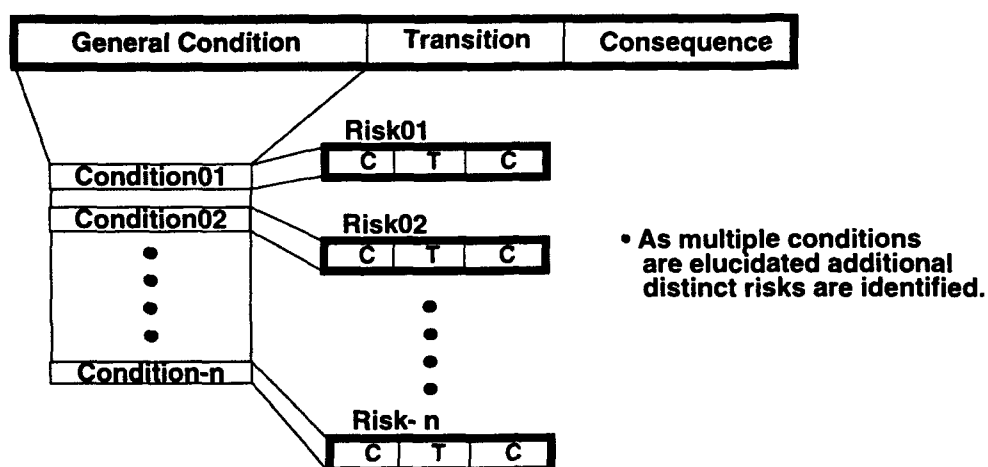 General Condition Transition Consequence
Risk01
C T C
Condition01
Condition02
Risk02
C T C
• As multiple conditions
are elucidated additional
distinct risks are identified.
Condition-n
Risk- n
C T C